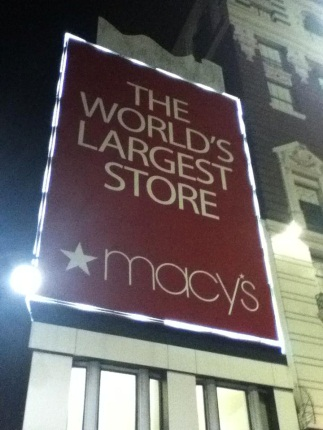 THE
WORLD'S
LARGEST
STORE
macy's